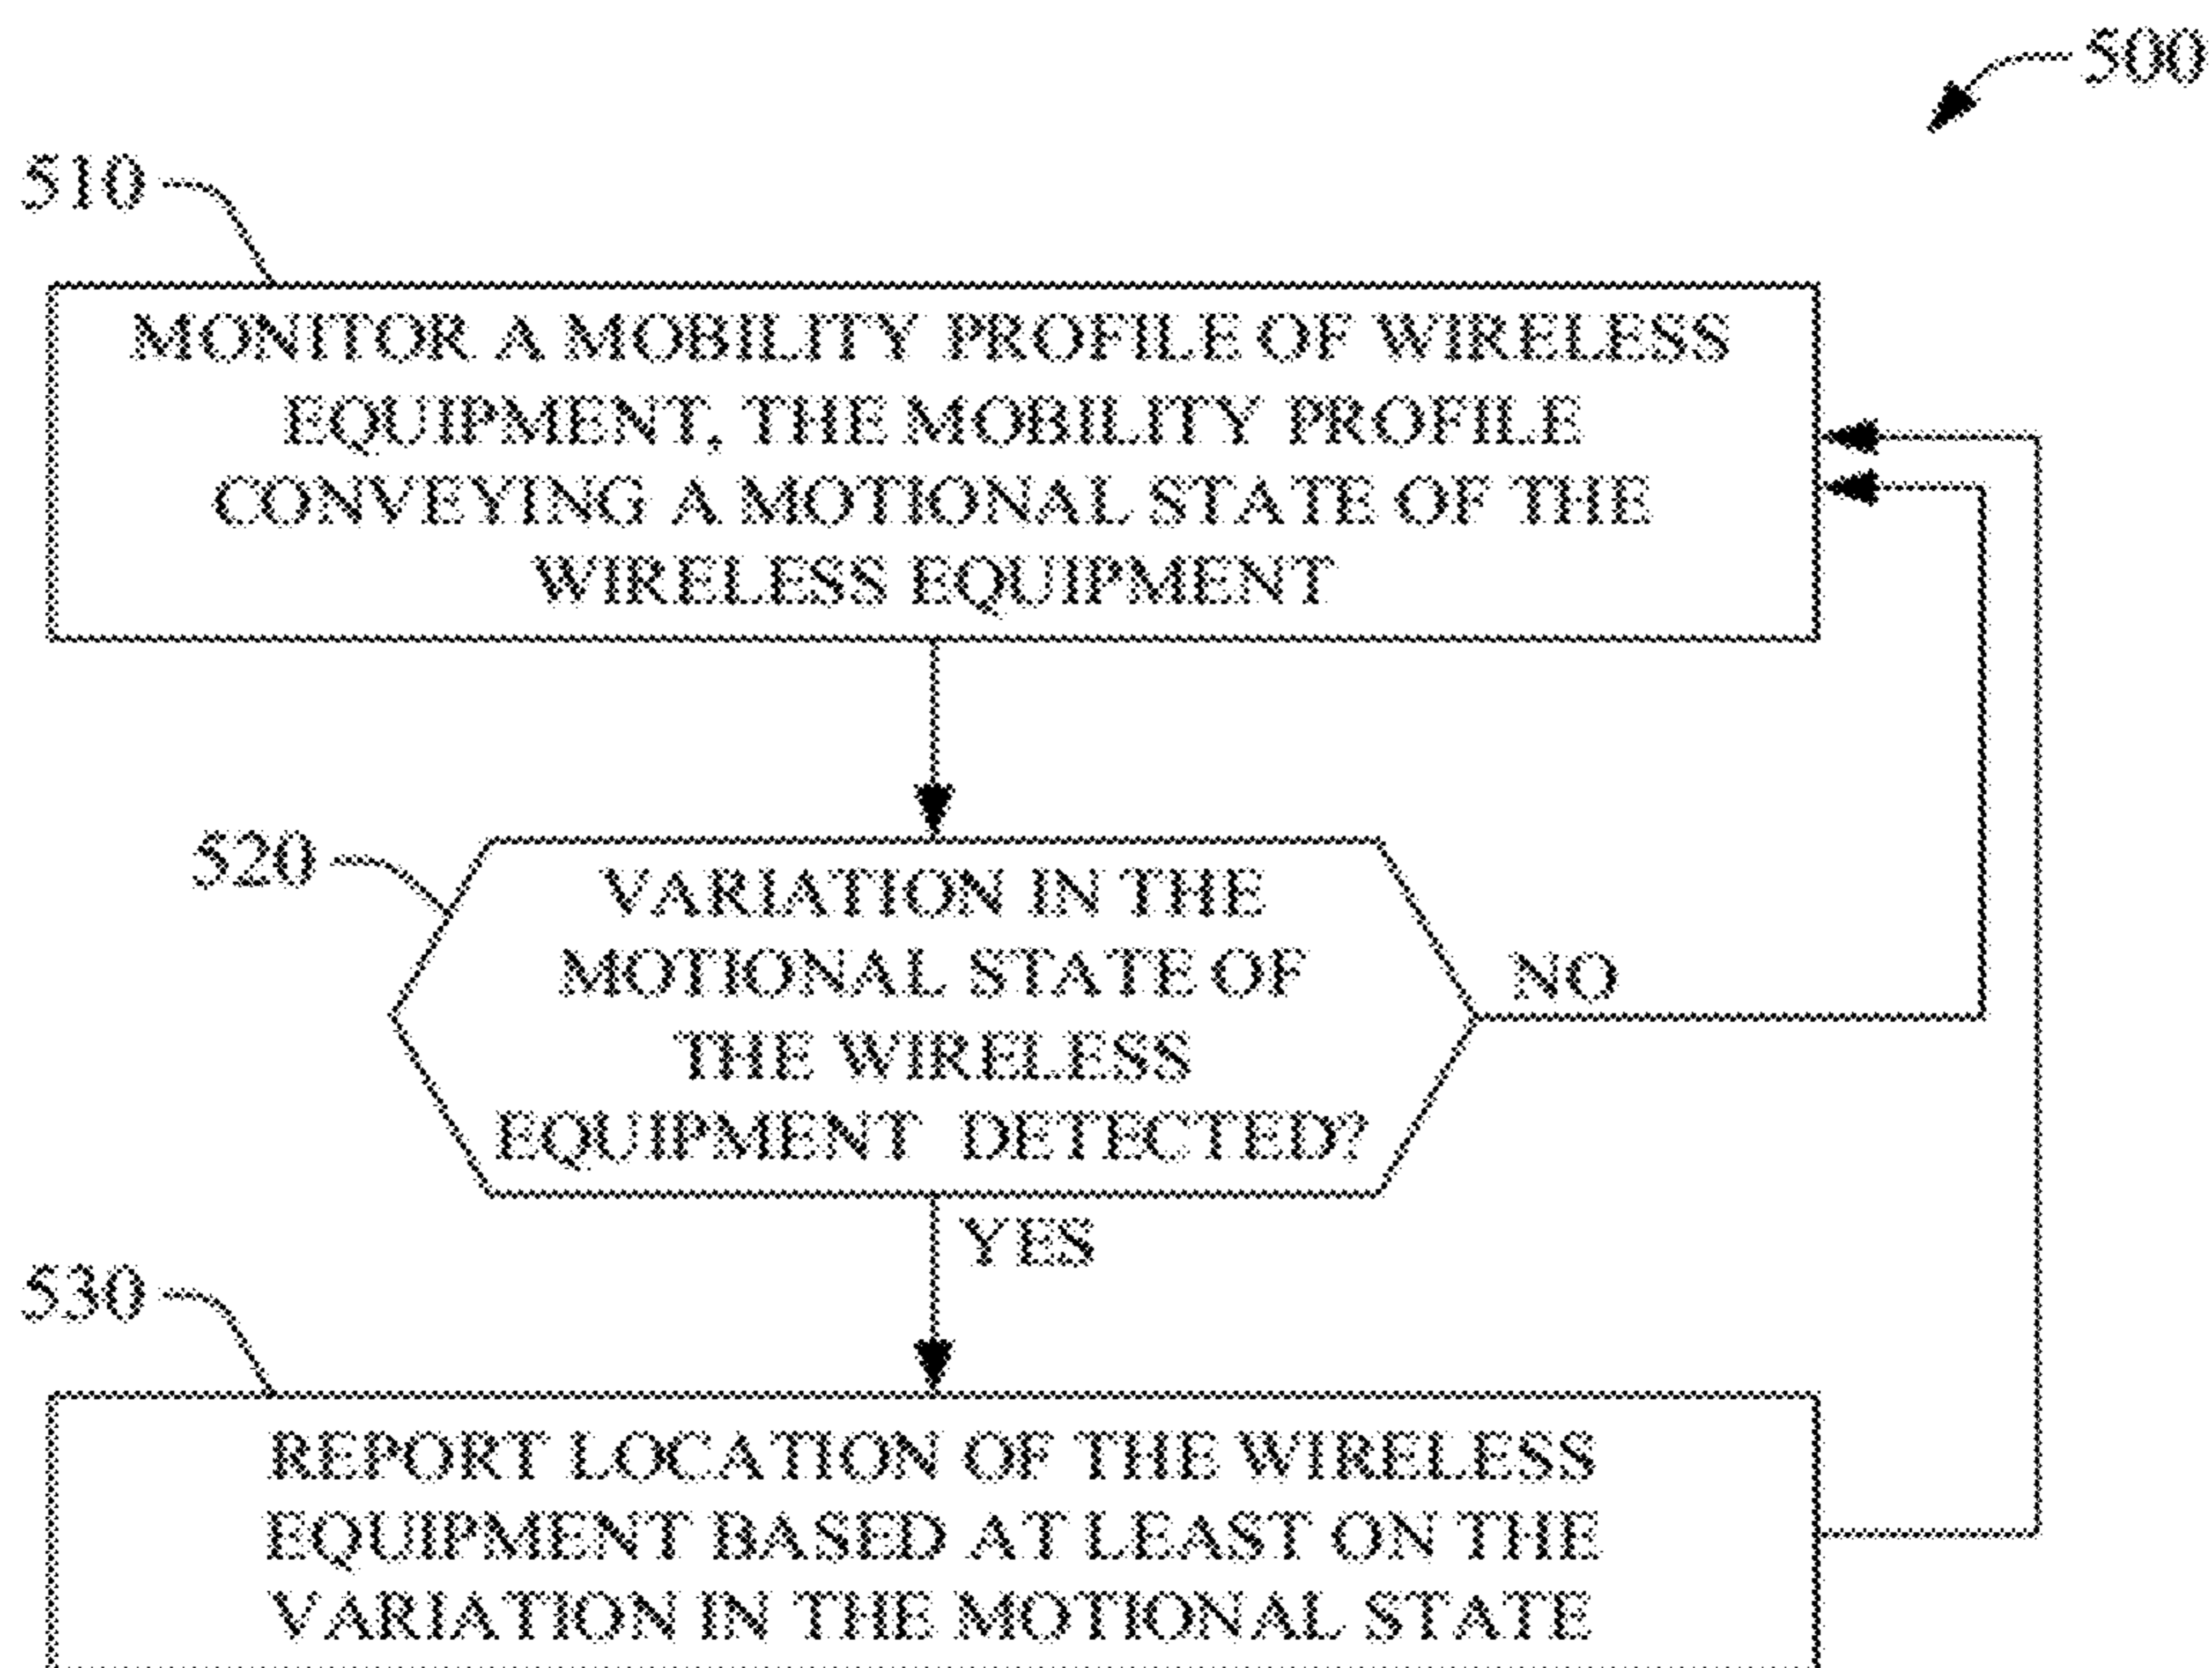 500
510
MONITOR A MOBILITY PROFILE OF WIRELESS
EQUIPMENT, THE MOBILITY PROFILE
CONVEYING A MOTIONAL STATE OF THE
WIRELESS EQUIPMENT
520
VARIATION IN THE
MOTIONAL STATE OF
THE WIRELESS
EQUIPMENT DETECTED?
NO
YES
530
REPORT LOCATION OF THE WIRELESS
EQUIPMENT BASED AT LEAST ON THE
VARIATION IN THE MOTIONAL STATE